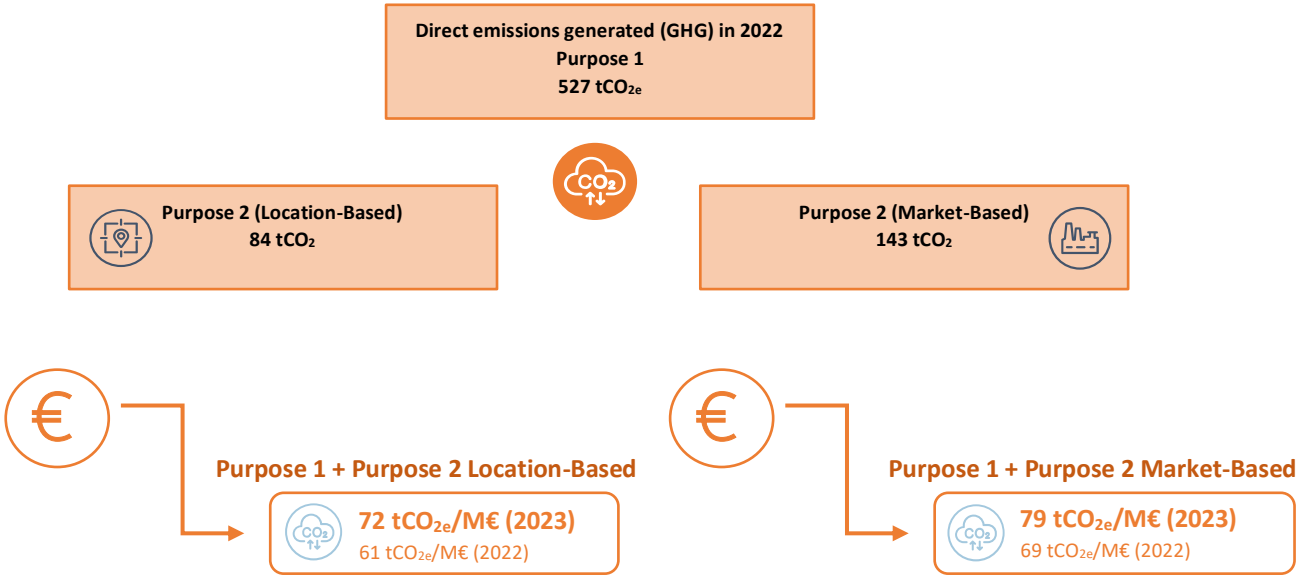 Direct emissions generated (GHG) in 2022
Purpose 1
527 tCO₂e
CO₂
Purpose 2 (Location-Based)
84 tCO₂
Purpose 2 (Market-Based)
143 tCO₂
€
€
Purpose 1 + Purpose 2 Location-Based
CO₂
72 tCO₂e/M€ (2023)
61 tCO₂e/M€ (2022)
Purpose 1 + Purpose 2 Market-Based
CO₂
79 tCO₂e/M€ (2023)
69 tCO₂e/M€ (2022)